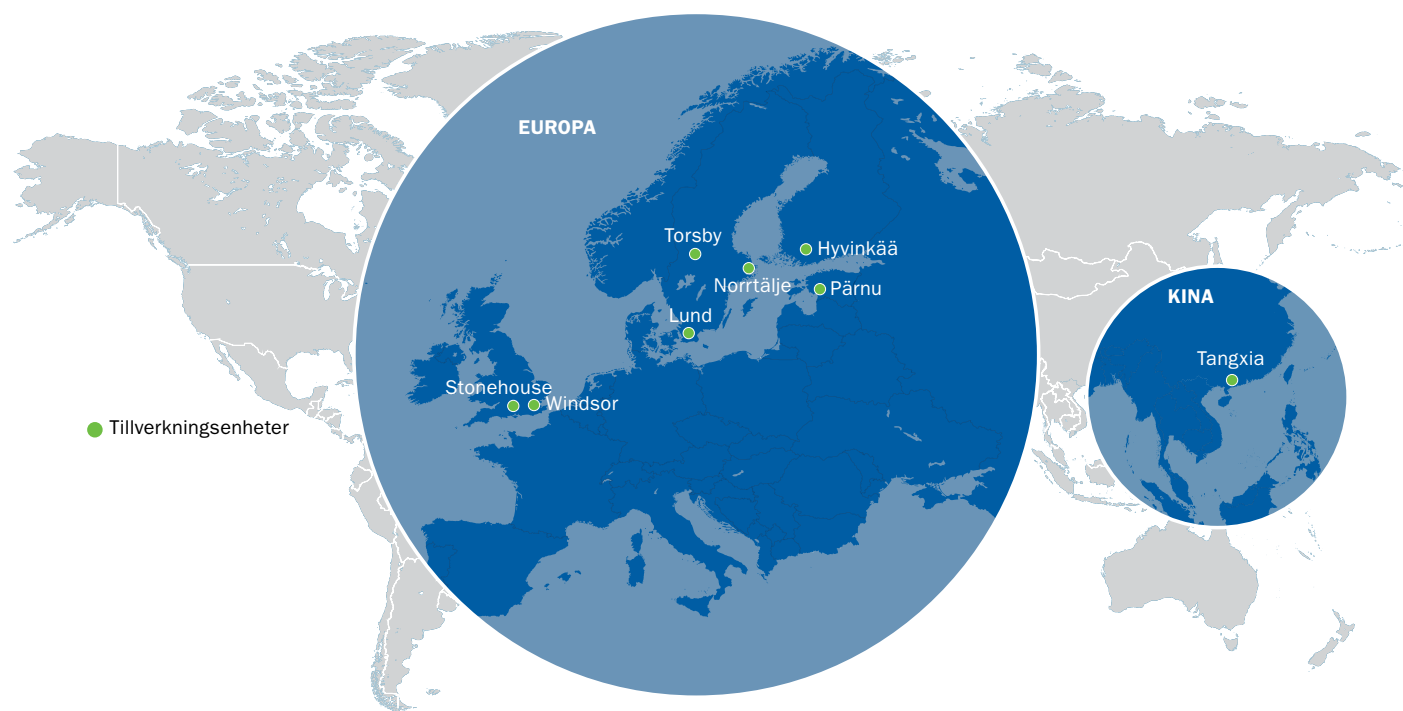 EUROPA
Torsby
Hyvinkää
Norrtälje
Pärnu
KINA
Lund
Tangxia
Stonehouse
Windsor
Tillverkningsenheter